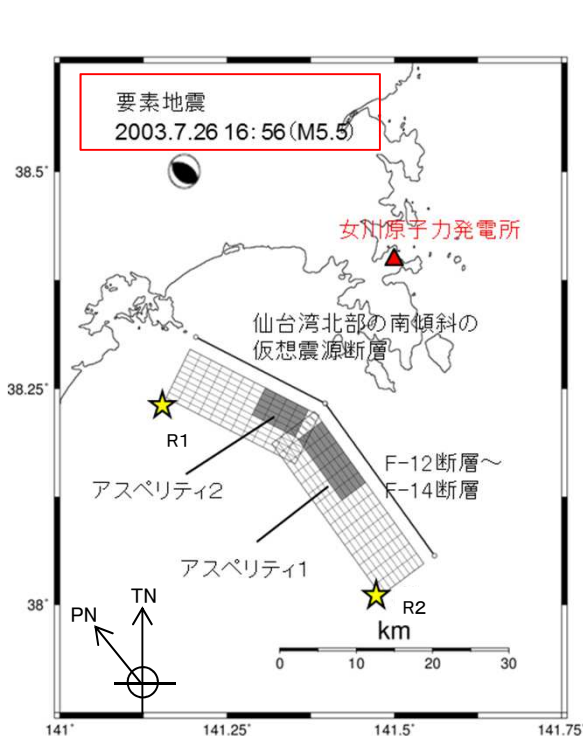 要素地震
2003.7.26 16:56(M5.5)
38.5°
女川原子力発電所
仙台湾北部の南傾斜の
仮想震源断層
38.25°
R1
F-12断層～
F-14断層
アスペリティ2
アスペリティ1
38°
R2
TN
PN
km
0 10 20 30
141° 141.25° 141.5° 141.75°